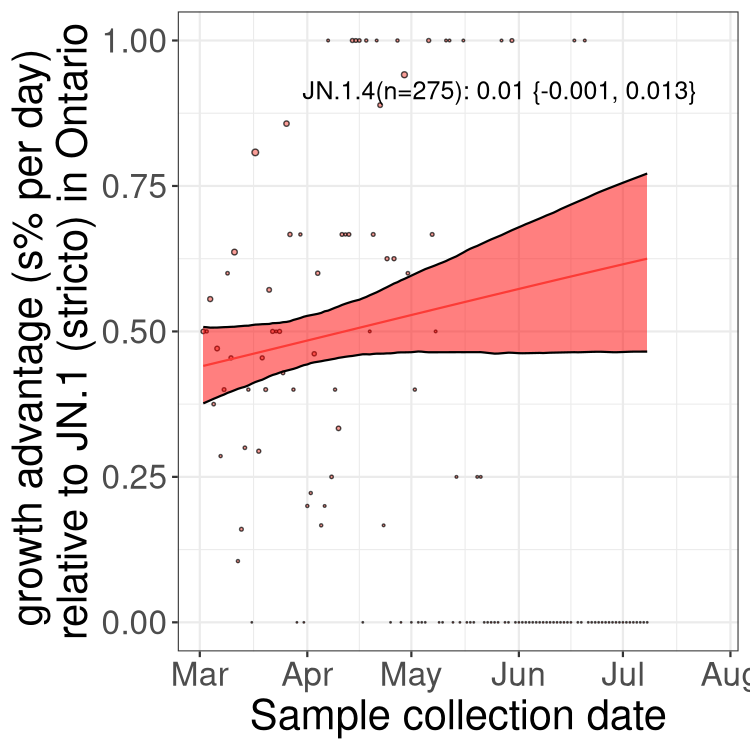 growth advantage (s% per day)
relative to JN.1 (stricto) in Ontario
1.00
0.75
0.50
0.25
0.00
JN.1.4(n=275): 0.01 {-0.001, 0.013}
Mar Apr May Jun Jul Aug
Sample collection date